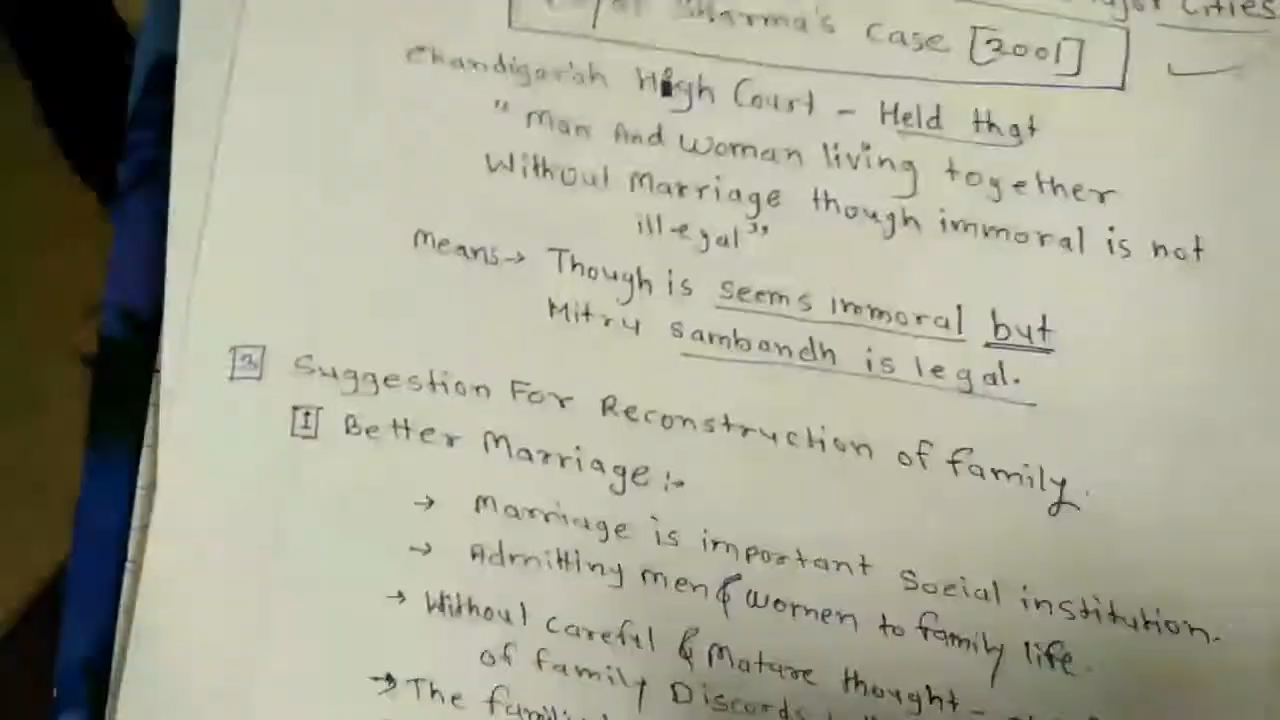 Cities
Sharma's Case [2001]
Chandigarh High Court - Held that
"Man And Woman living together
Without Marriage though immoral is not
illegal"
Means→ Though is seems immoral but
Mitry Sambandh is legal.
Suggestion For Reconstruction of family.
[I] Better Marriage :-
→ Marriage is important Social institution.
→ Admitting men & women to family life.
→ Without careful & Mature thought -
of family Discords
→ The